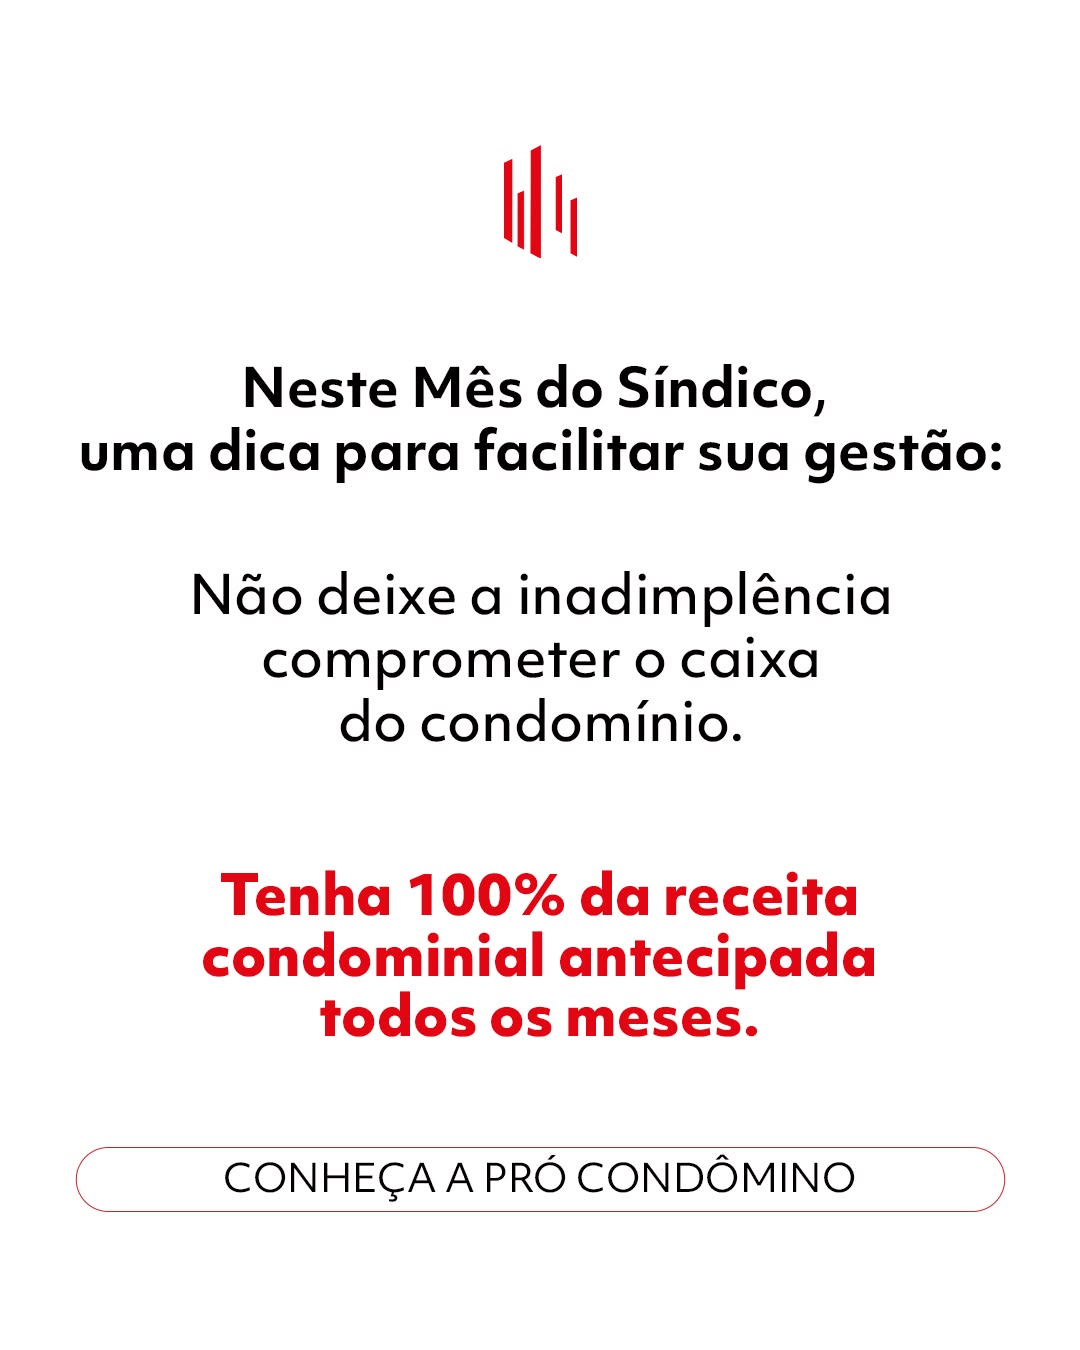 Neste Mês do Síndico,
uma dica para facilitar sua gestão:
Não deixe a inadimplência
comprometer o caixa
do condomínio.
Tenha 100% da receita
condominial antecipada
todos os meses.
CONHEÇA A PRÓ CONDÔMINO